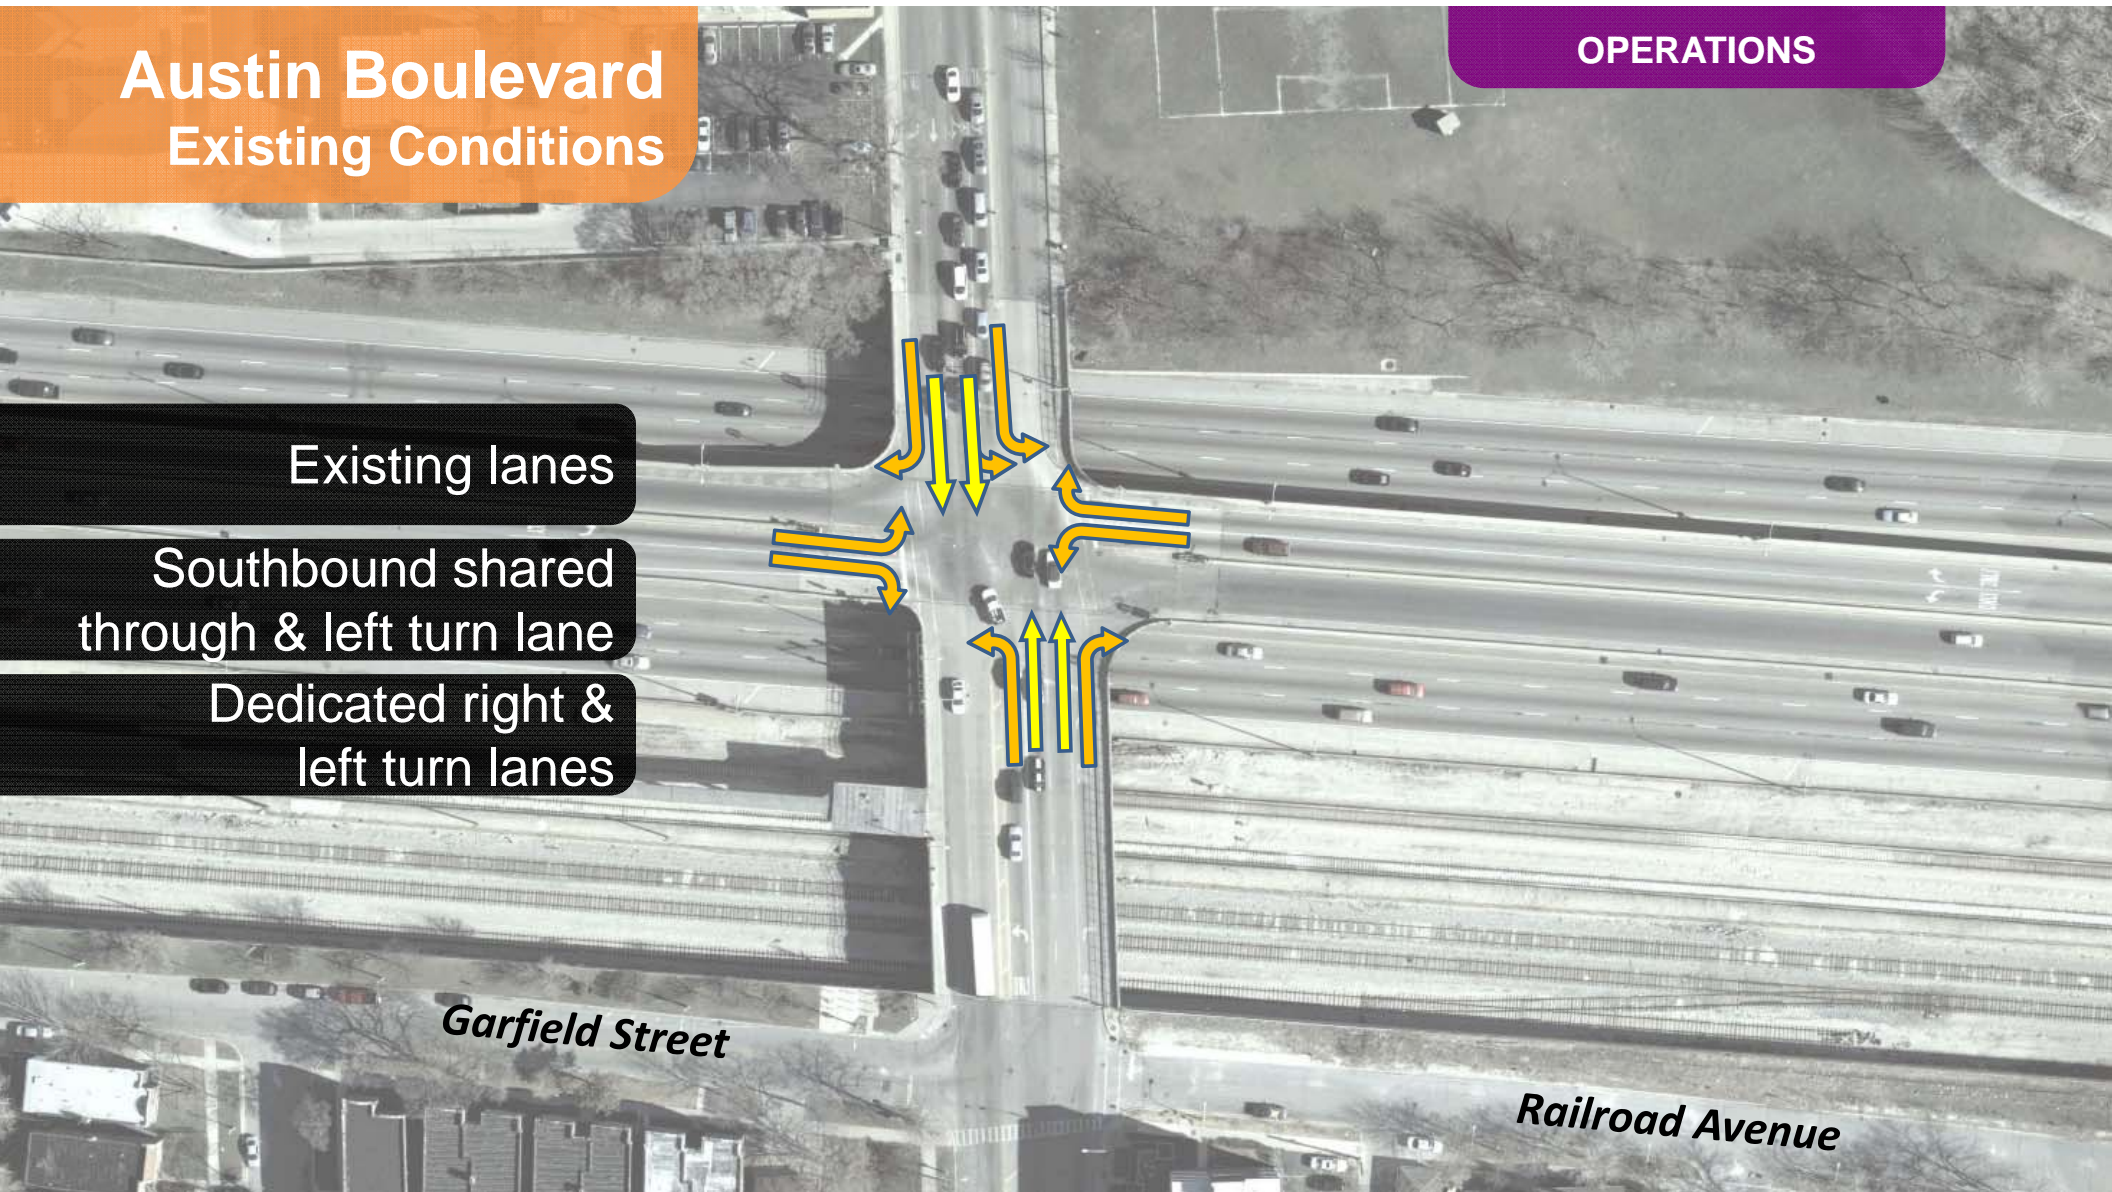 Austin Boulevard
Existing Conditions
OPERATIONS
Existing lanes
Southbound shared
through & left turn lane
Dedicated right &
left turn lanes
Garfield Street
Railroad Avenue